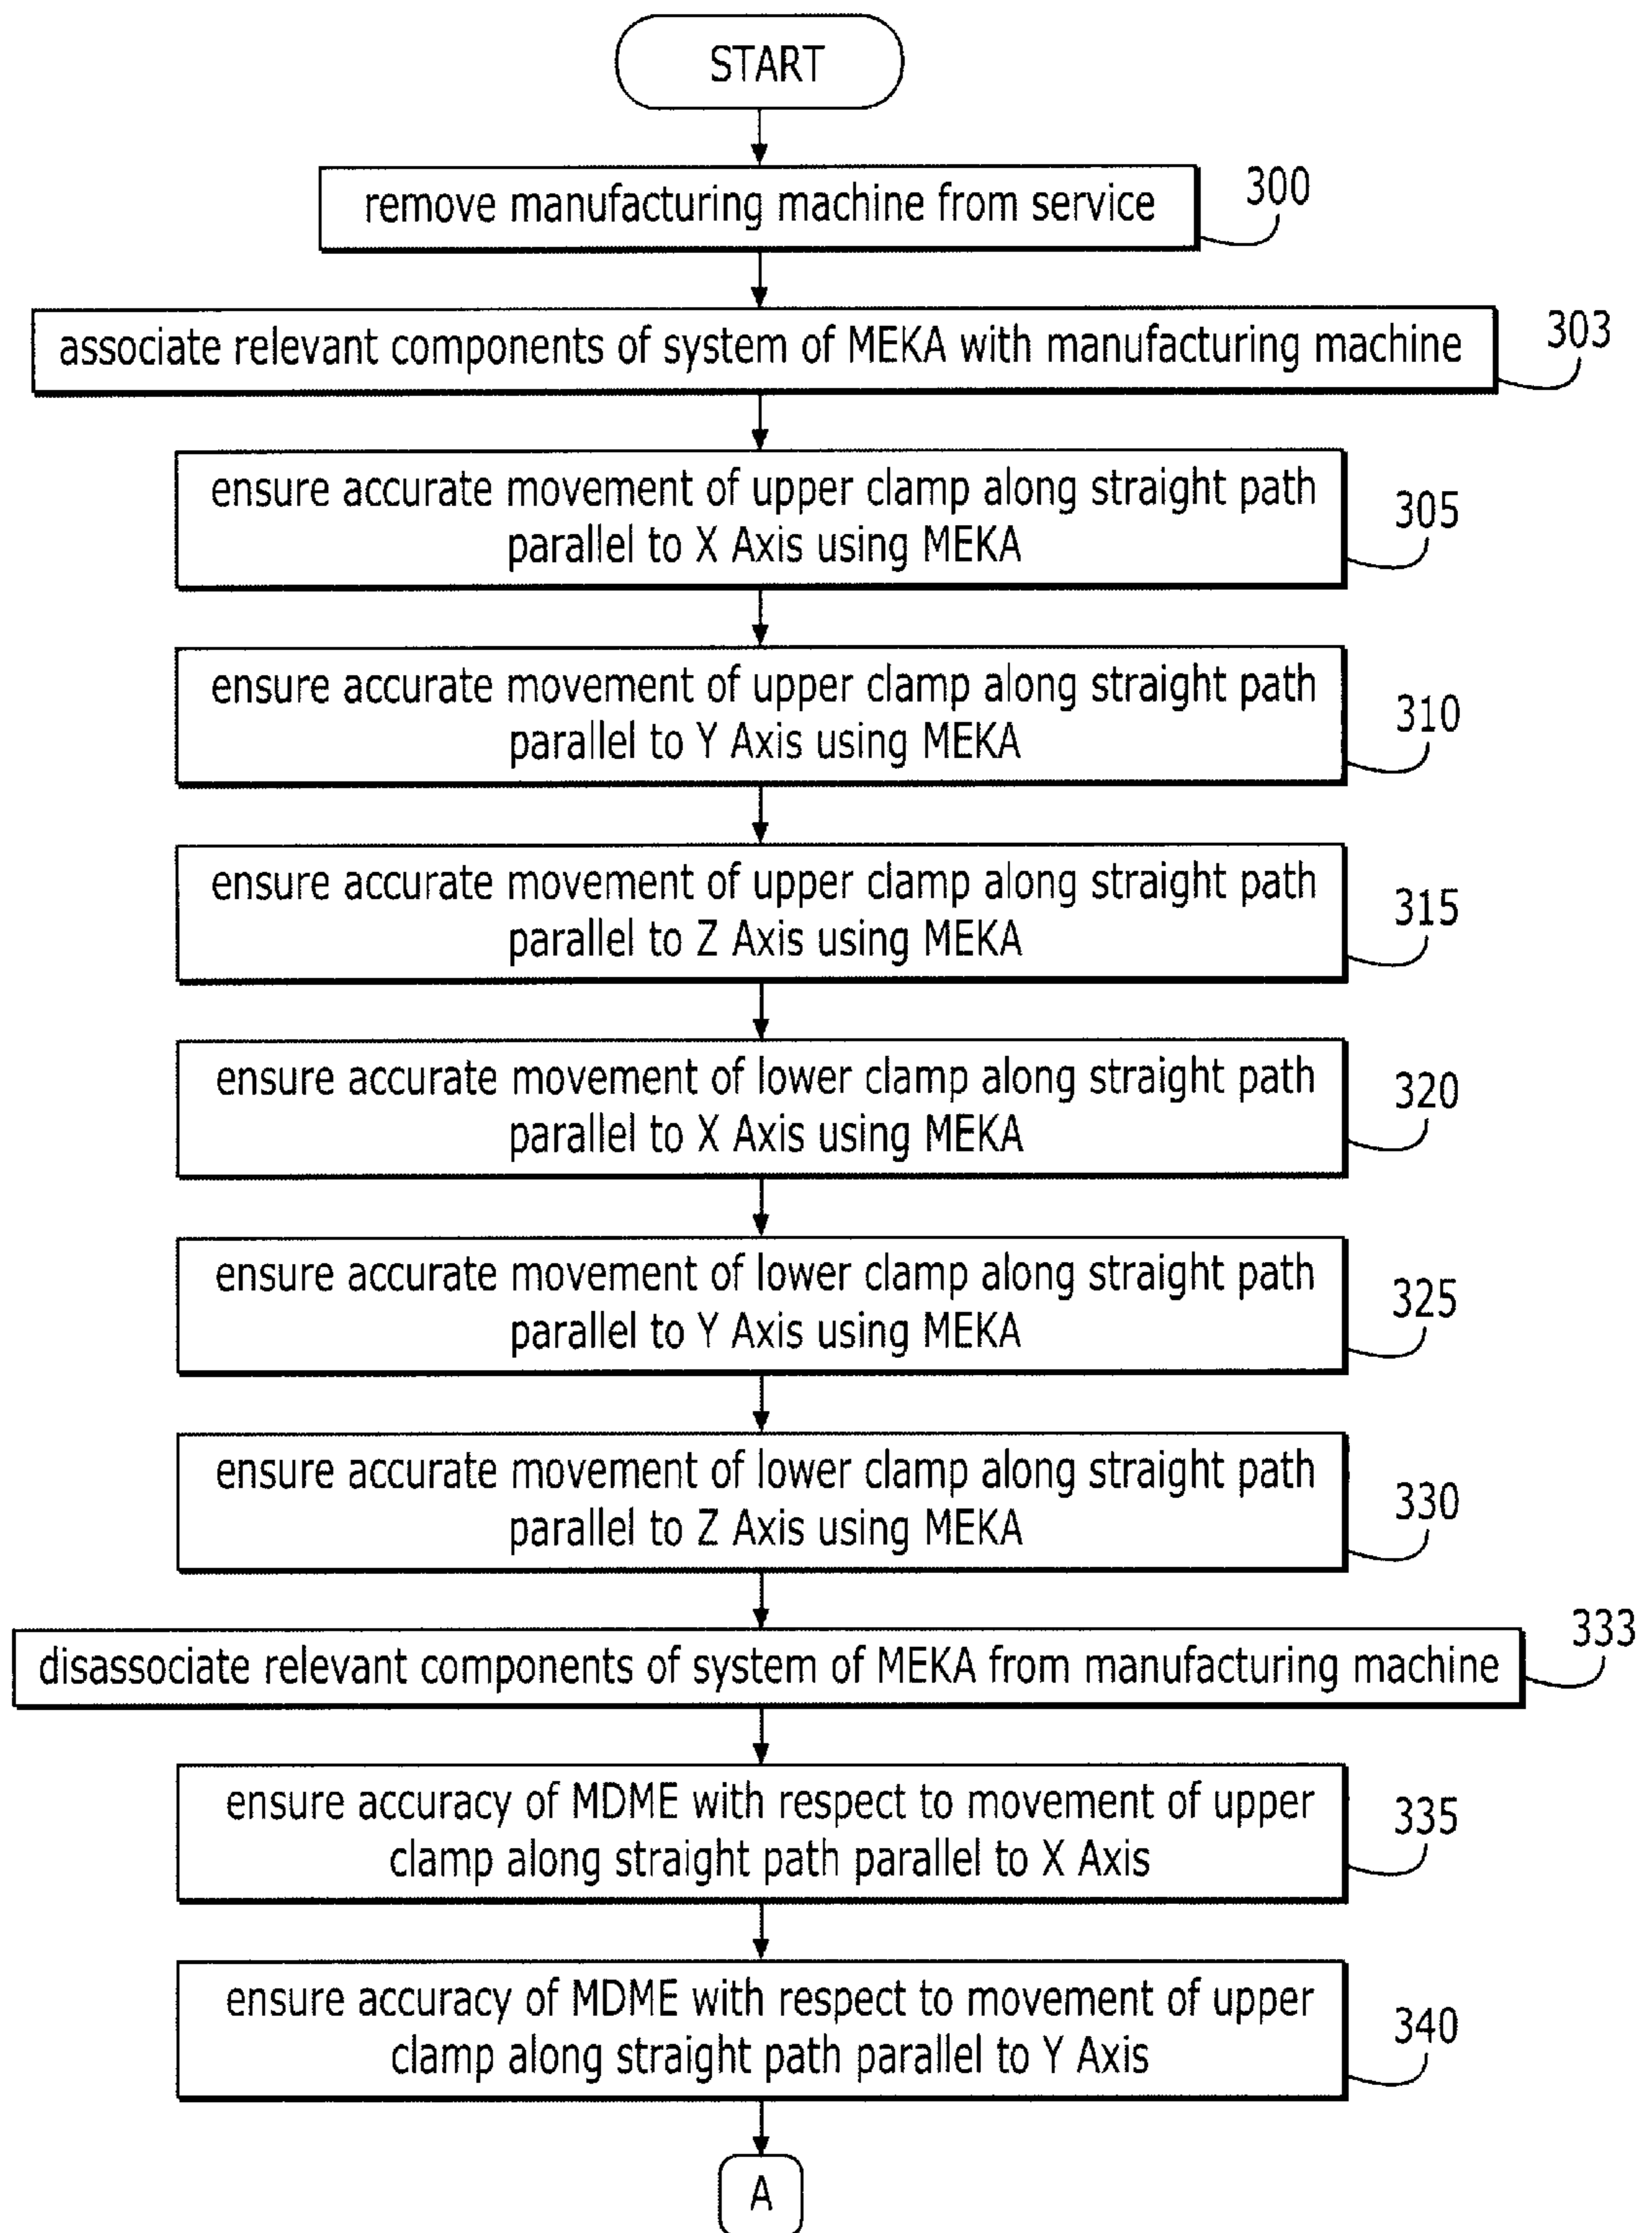 START
remove manufacturing machine from service
300
associate relevant components of system of MEKA with manufacturing machine
303
ensure accurate movement of upper clamp along straight path
parallel to X Axis using MEKA
305
ensure accurate movement of upper clamp along straight path
parallel to Y Axis using MEKA
310
ensure accurate movement of upper clamp along straight path
parallel to Z Axis using MEKA
315
ensure accurate movement of lower clamp along straight path
parallel to X Axis using MEKA
320
ensure accurate movement of lower clamp along straight path
parallel to Y Axis using MEKA
325
ensure accurate movement of lower clamp along straight path
parallel to Z Axis using MEKA
330
disassociate relevant components of system of MEKA from manufacturing machine
333
ensure accuracy of MDME with respect to movement of upper
clamp along straight path parallel to X Axis
335
ensure accuracy of MDME with respect to movement of upper
clamp along straight path parallel to Y Axis
340
A